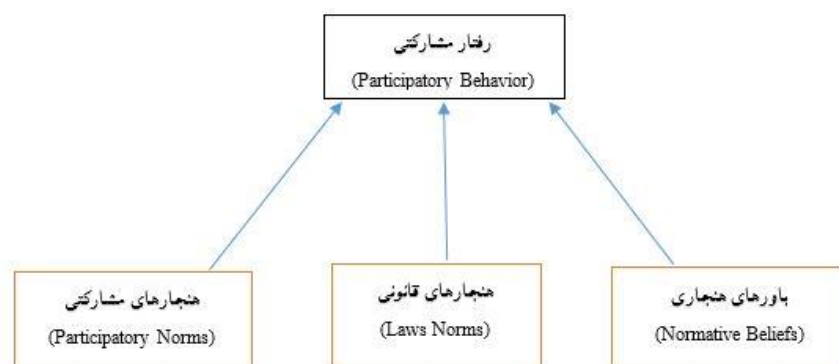 رفتار مشارکتی
(Participatory Behavior)
باورهای هنجاری
(Normative Beliefs)
هنجارهای قانونی
(Laws Norms)
هنجارهای مشارکتی
(Participatory Norms)